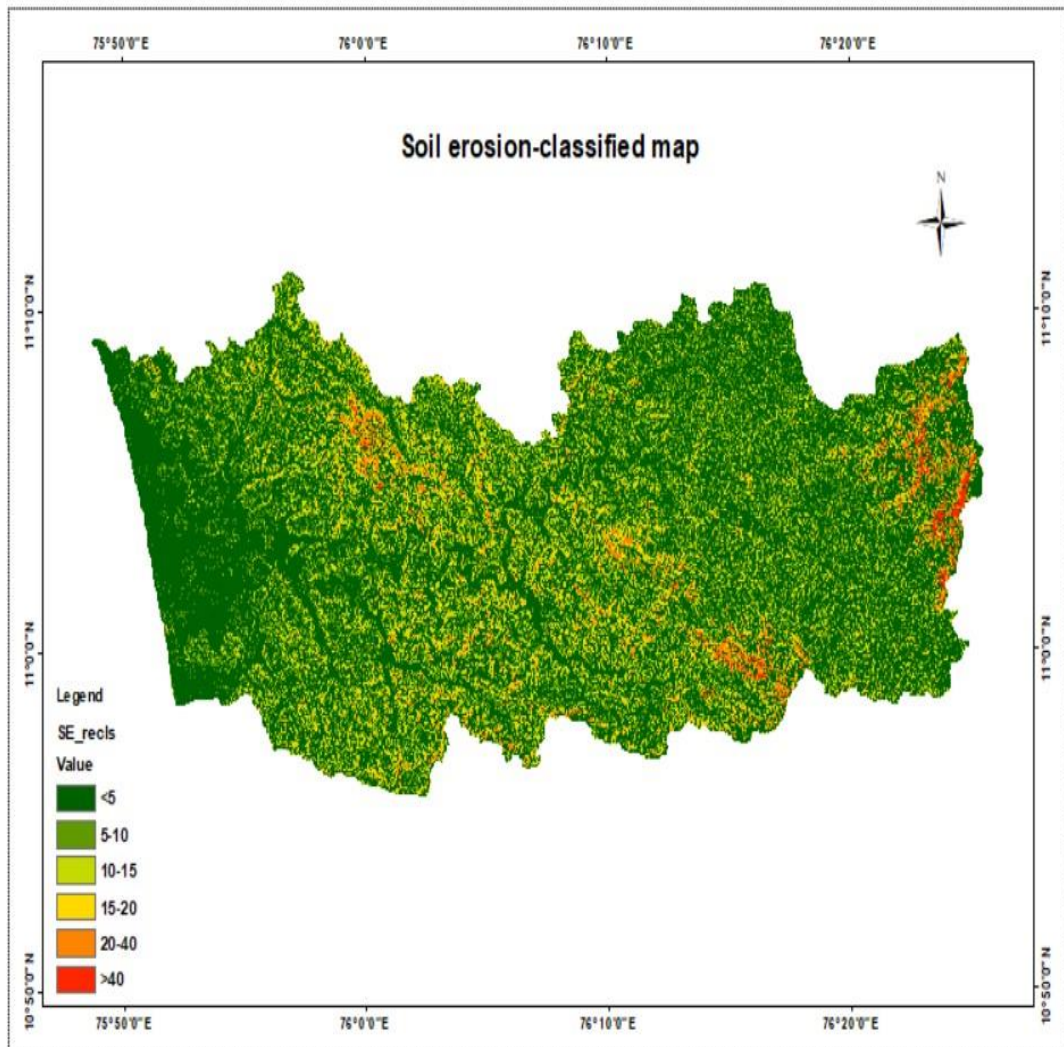 75°50'0"E 76°0'0"E 76°10'0"E 76°20'0"E
Soil erosion-classified map
N
11°10'0"N 11°10'0"N
11°0'0"N 11°0'0"N
Legend
SE_recls
Value
<5
5-10
10-15
15-20
20-40
>40
10°50'0"N 10°50'0"N
75°50'0"E 76°0'0"E 76°10'0"E 76°20'0"E